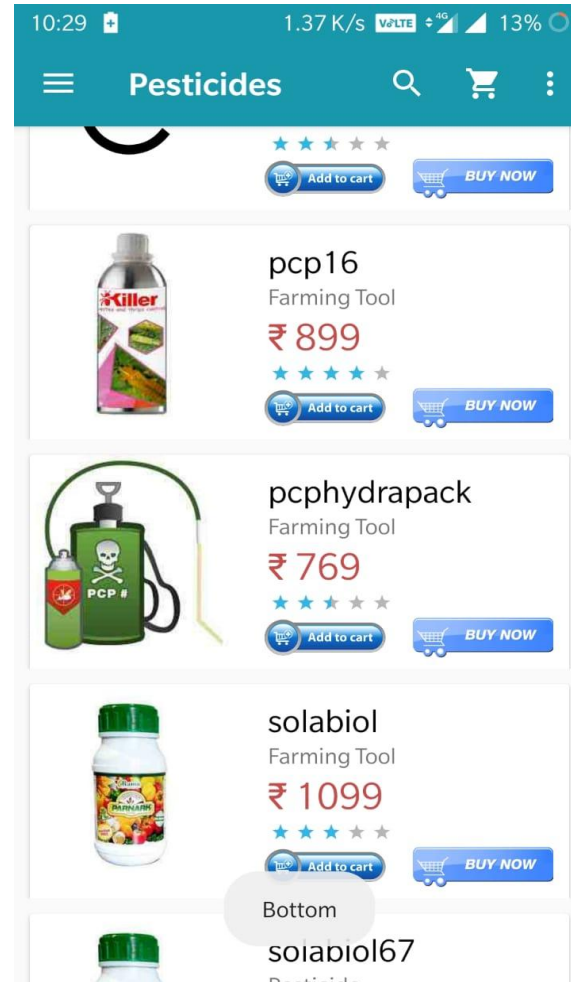 10:29
1.37 K/s VoLTE 4G 13%
Pesticides
Add to cart BUY NOW
pcp16
Farming Tool
₹ 899
Add to cart BUY NOW
Killer
pcphydrapack
Farming Tool
₹ 769
Add to cart BUY NOW
PCP #
solabiol
Farming Tool
₹ 1099
Add to cart BUY NOW
PARNARK
Bottom
solabiol67
Pesticide